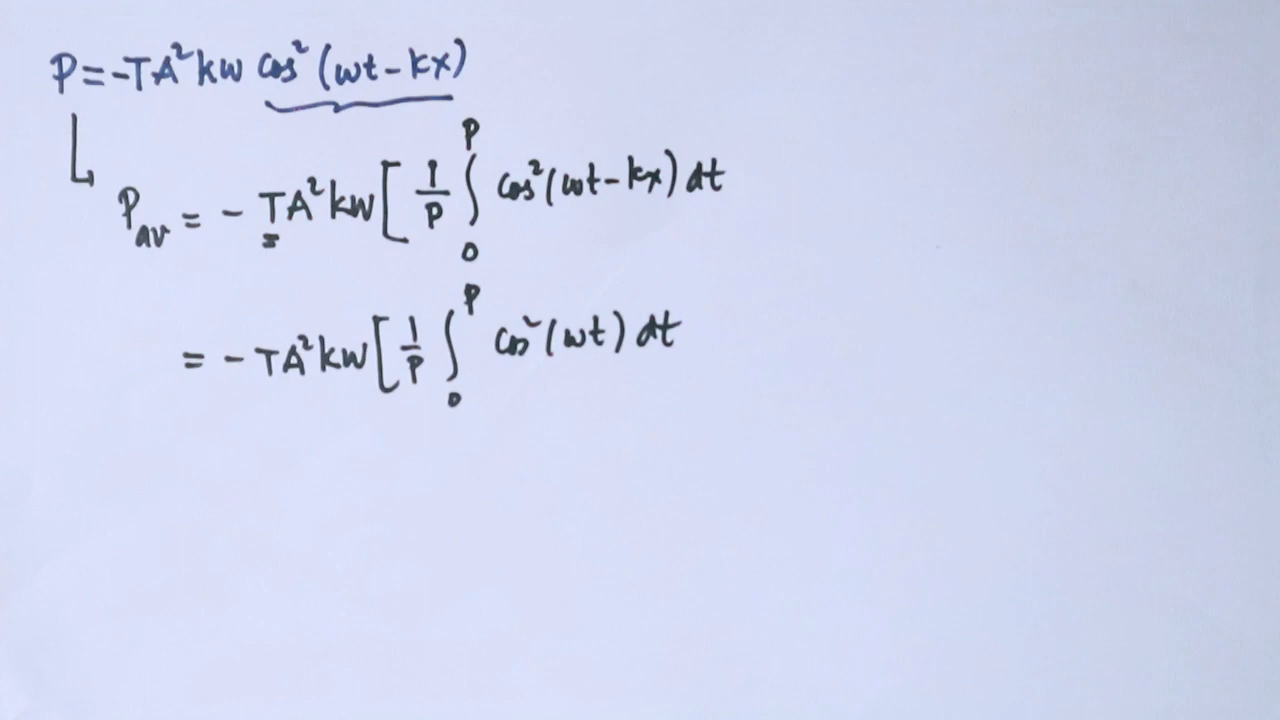 P = -TA²kw cos²(wt - kx)
P_av = - TA²kw [ 1/P ∫₀^P cos²(wt - kx) dt
= - TA²kw [ 1/P ∫₀^P cos²(wt) dt